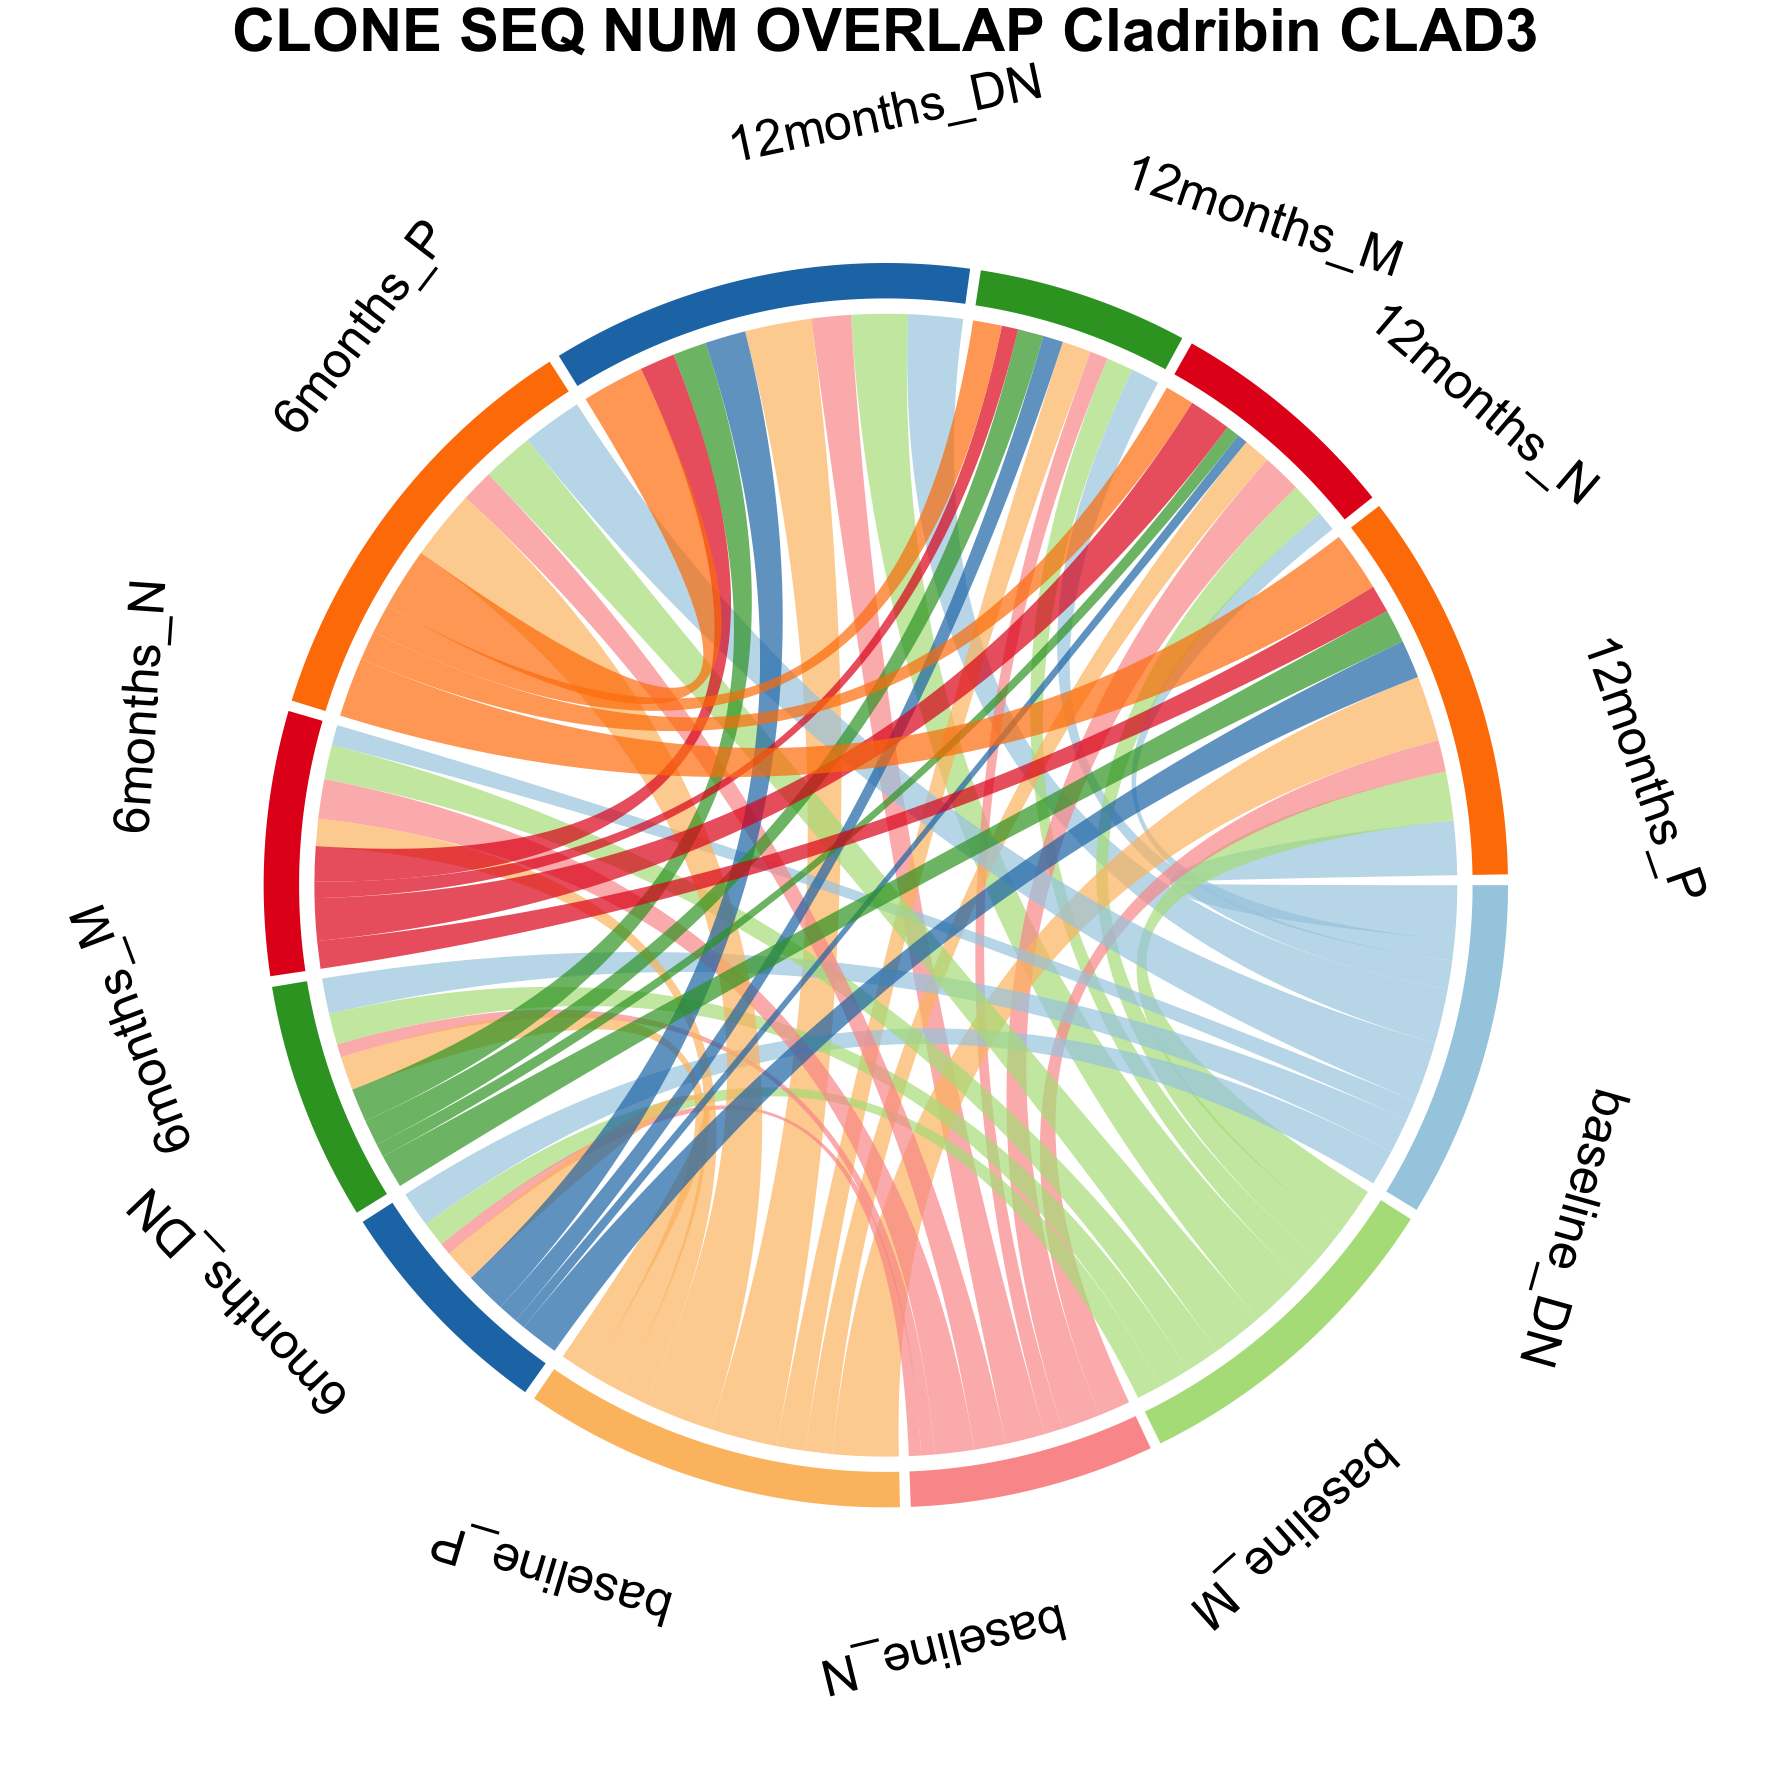 CLONE SEQ NUM OVERLAP Cladribin CLAD3
12months_DN
12months_M
12months_N
12months_P
baseline_DN
baseline_M
baseline_N
baseline_P
6months_DN
6months_M
6months_N
6months_P